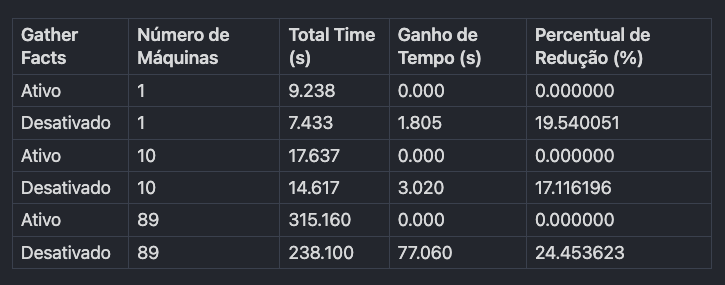 Gather Facts | Número de Máquinas | Total Time (s) | Ganho de Tempo (s) | Percentual de Redução (%)
Ativo | 1 | 9.238 | 0.000 | 0.000000
Desativado | 1 | 7.433 | 1.805 | 19.540051
Ativo | 10 | 17.637 | 0.000 | 0.000000
Desativado | 10 | 14.617 | 3.020 | 17.116196
Ativo | 89 | 315.160 | 0.000 | 0.000000
Desativado | 89 | 238.100 | 77.060 | 24.453623